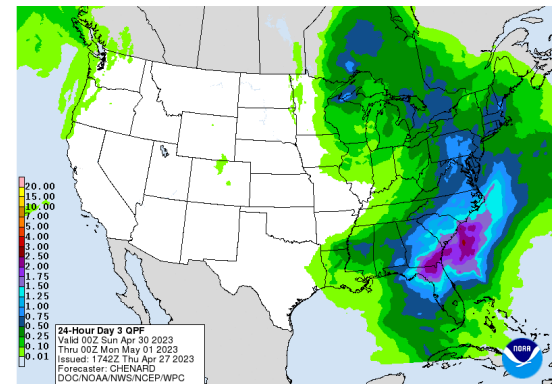 20.00
15.00
10.00
7.00
5.00
4.00
3.00
2.50
2.00
1.75
1.50
1.25
1.00
0.75
0.50
0.25
0.10
0.01
24-Hour Day 3 QPF
Valid 00Z Sun Apr 30 2023
Thru 00Z Mon May 01 2023
Issued: 1742Z Thu Apr 27 2023
Forecaster: CHENARD
DOC/NOAA/NWS/NCEP/WPC
NOAA